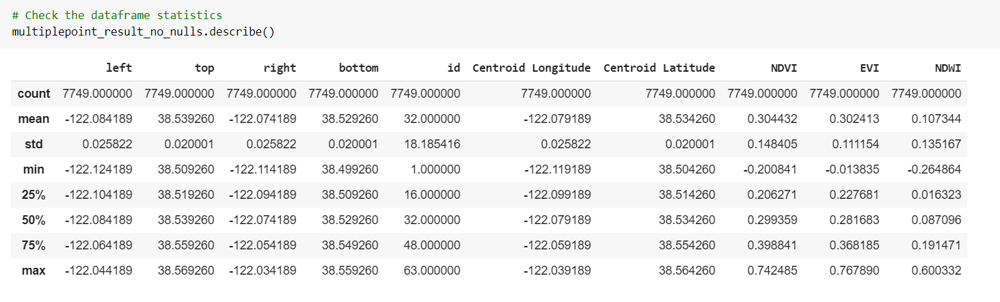 # Check the dataframe statistics
multiplepoint_result_no_nulls.describe()
left top right bottom id Centroid Longitude Centroid Latitude NDVI EVI NDWI
count 7749.000000 7749.000000 7749.000000 7749.000000 7749.000000 7749.000000 7749.000000 7749.000000 7749.000000 7749.000000
mean -122.084189 38.539260 -122.074189 38.529260 32.000000 -122.079189 38.534260 0.304432 0.302413 0.107344
std 0.025822 0.020001 0.025822 0.020001 18.185416 0.025822 0.020001 0.148405 0.111154 0.135167
min -122.124189 38.509260 -122.114189 38.499260 1.000000 -122.119189 38.504260 -0.200841 -0.013835 -0.264864
25% -122.104189 38.519260 -122.094189 38.509260 16.000000 -122.099189 38.514260 0.206271 0.227681 0.016323
50% -122.084189 38.539260 -122.074189 38.529260 32.000000 -122.079189 38.534260 0.299359 0.281683 0.087096
75% -122.064189 38.559260 -122.054189 38.549260 48.000000 -122.059189 38.554260 0.398841 0.368185 0.191471
max -122.044189 38.569260 -122.034189 38.559260 63.000000 -122.039189 38.564260 0.742485 0.767890 0.600332